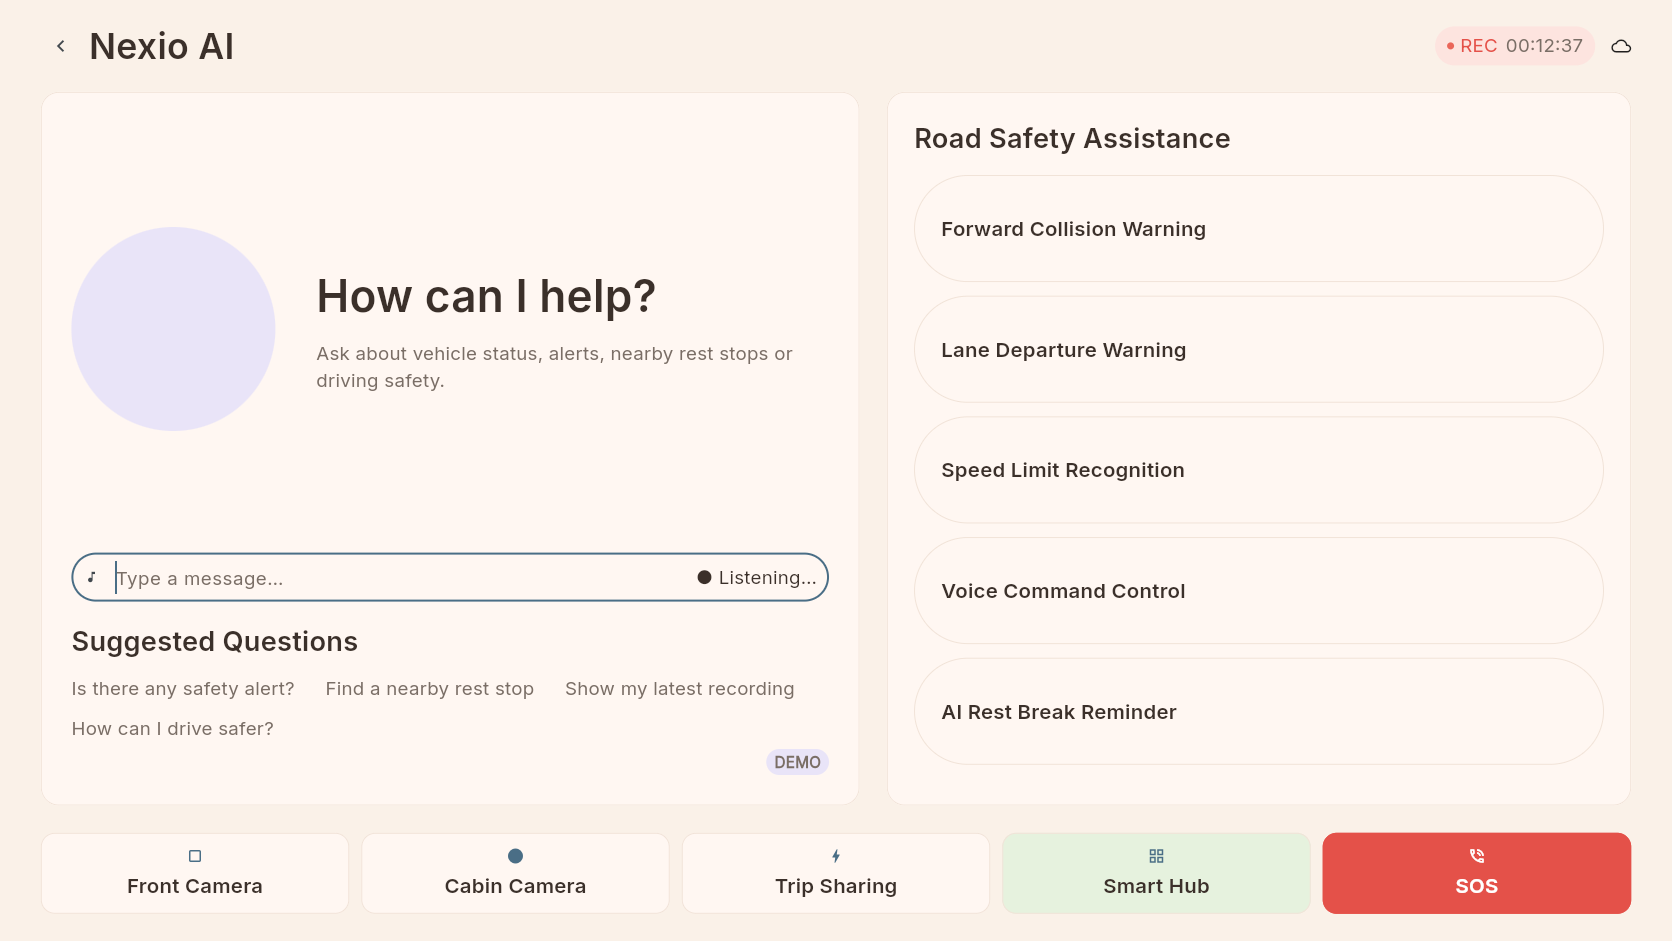 Nexio AI
REC 00:12:37
How can I help?
Ask about vehicle status, alerts, nearby rest stops or
driving safety.
Type a message...
Listening...
Suggested Questions
Is there any safety alert?
Find a nearby rest stop
Show my latest recording
How can I drive safer?
DEMO
Road Safety Assistance
Forward Collision Warning
Lane Departure Warning
Speed Limit Recognition
Voice Command Control
AI Rest Break Reminder
Front Camera
Cabin Camera
Trip Sharing
Smart Hub
SOS